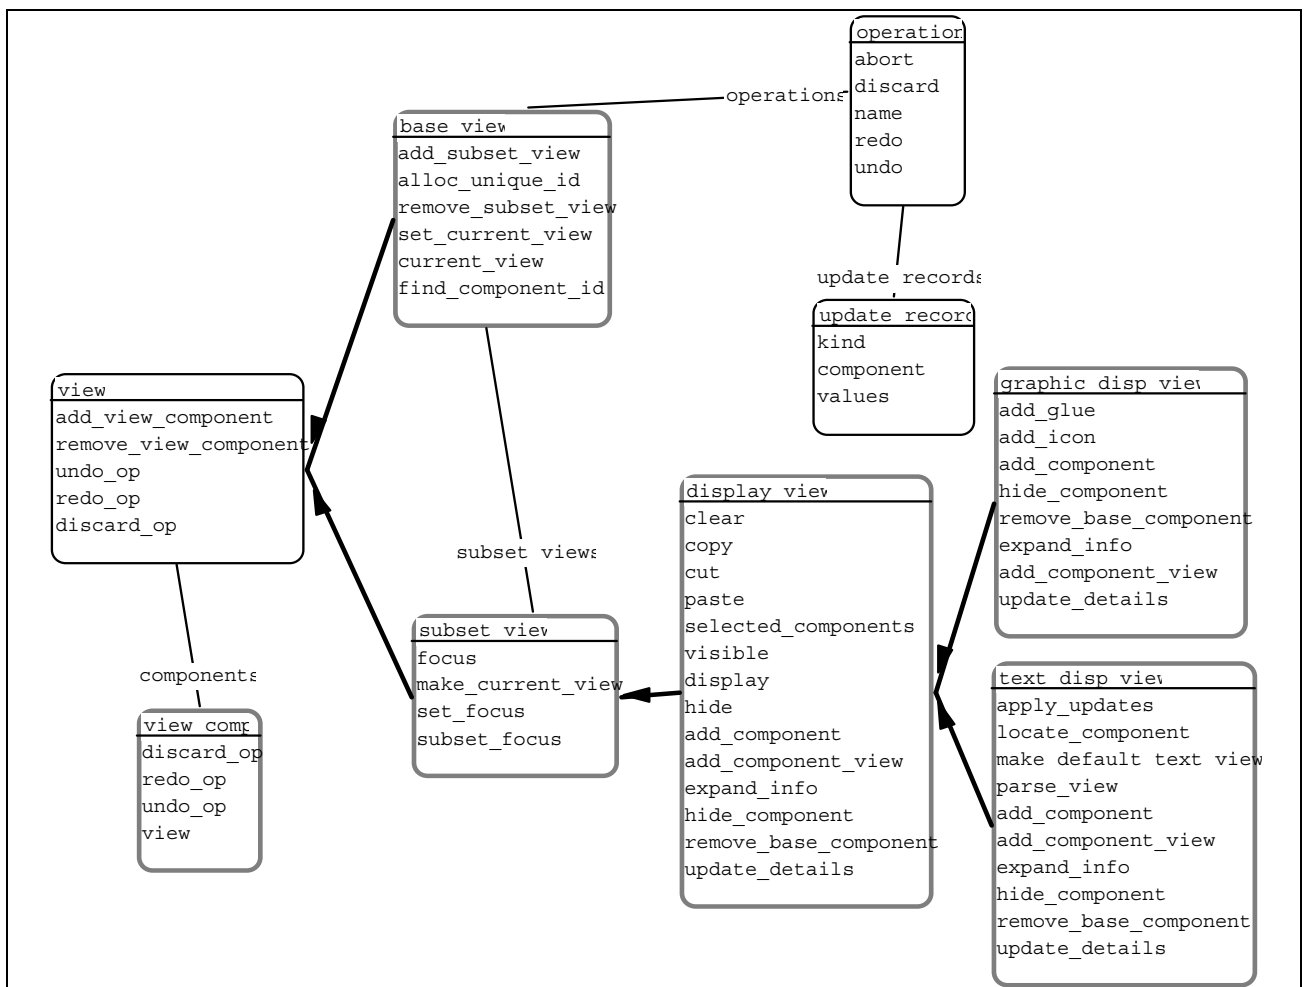 operation
abort
discard
name
redo
undo
operations
base view
add_subset_view
alloc_unique_id
remove_subset_view
set_current_view
current_view
find_component_id
update records
update record
kind
component
values
view
add_view_component
remove_view_component
undo_op
redo_op
discard_op
graphic disp view
add_glue
add_icon
add_component
hide_component
remove_base_component
expand_info
add_component_view
update_details
display view
clear
copy
cut
paste
selected_components
visible
display
hide
add_component
add_component_view
expand_info
hide_component
remove_base_component
update_details
subset views
subset view
focus
make_current_view
set_focus
subset_focus
components
view comp
discard_op
redo_op
undo_op
view
text disp view
apply_updates
locate_component
make default text view
parse_view
add_component
add_component_view
expand_info
hide_component
remove_base_component
update_details